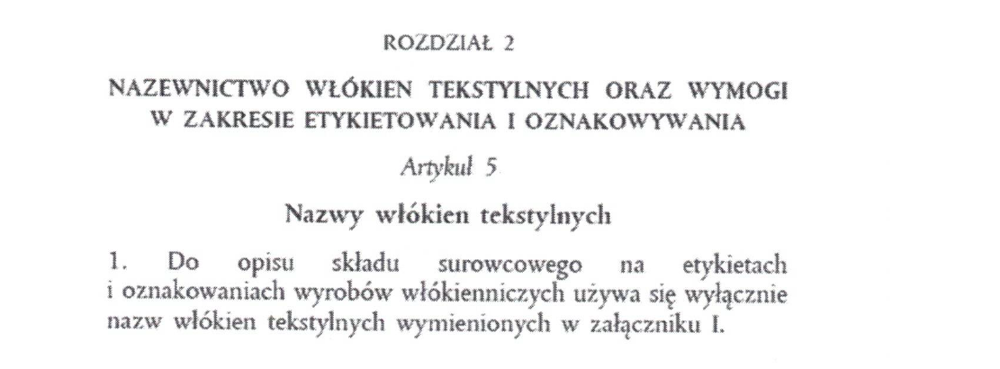 ROZDZIAŁ 2
NAZEWNICTWO WŁÓKIEN TEKSTYLNYCH ORAZ WYMOGI
W ZAKRESIE ETYKIETOWANIA I OZNAKOWYWANIA
Artykuł 5
Nazwy włókien tekstylnych
1. Do opisu składu surowcowego na etykietach
i oznakowaniach wyrobów włókienniczych używa się wyłącznie
nazw włókien tekstylnych wymienionych w załączniku I.